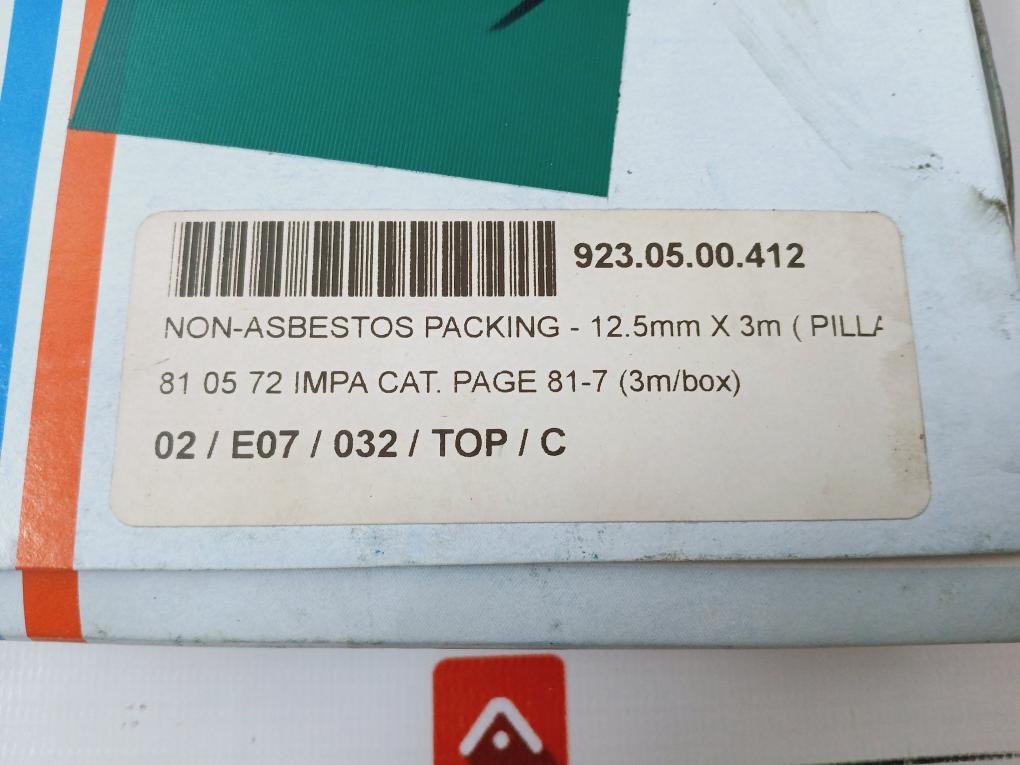 923.05.00.412
NON-ASBESTOS PACKING - 12.5mm X 3m ( PILLA
81 05 72 IMPA CAT. PAGE 81-7 (3m/box)
02 / E07 / 032 / TOP / C